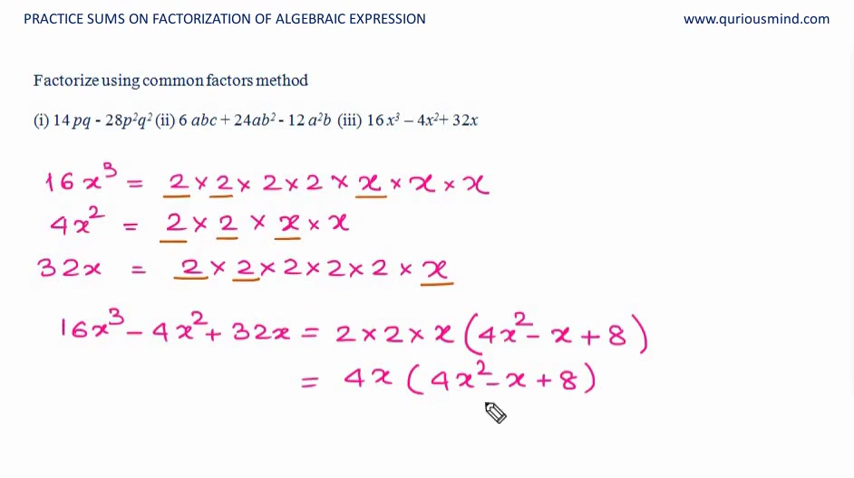 PRACTICE SUMS ON FACTORIZATION OF ALGEBRAIC EXPRESSION www.quriousmind.com
Factorize using common factors method
(i) 14 pq - 28p²q² (ii) 6 abc + 24ab² - 12 a²b (iii) 16x³ – 4x²+ 32x
16x³ = 2 × 2 × 2 × 2 × x × x × x
4x² = 2 × 2 × x × x
32x = 2 × 2 × 2 × 2 × 2 × x
16x³ – 4x² + 32x = 2 × 2 × x (4x² – x + 8)
= 4x (4x² – x + 8)